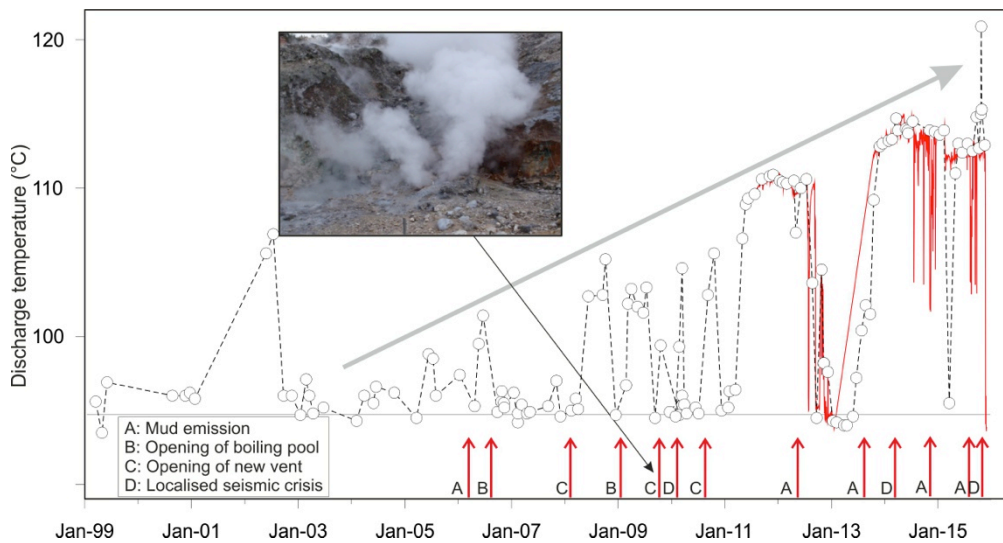 120
110
100
Discharge temperature (°C)
A: Mud emission
B: Opening of boiling pool
C: Opening of new vent
D: Localised seismic crisis
A B C B C D C A A D A A D
Jan-99 Jan-01 Jan-03 Jan-05 Jan-07 Jan-09 Jan-11 Jan-13 Jan-15